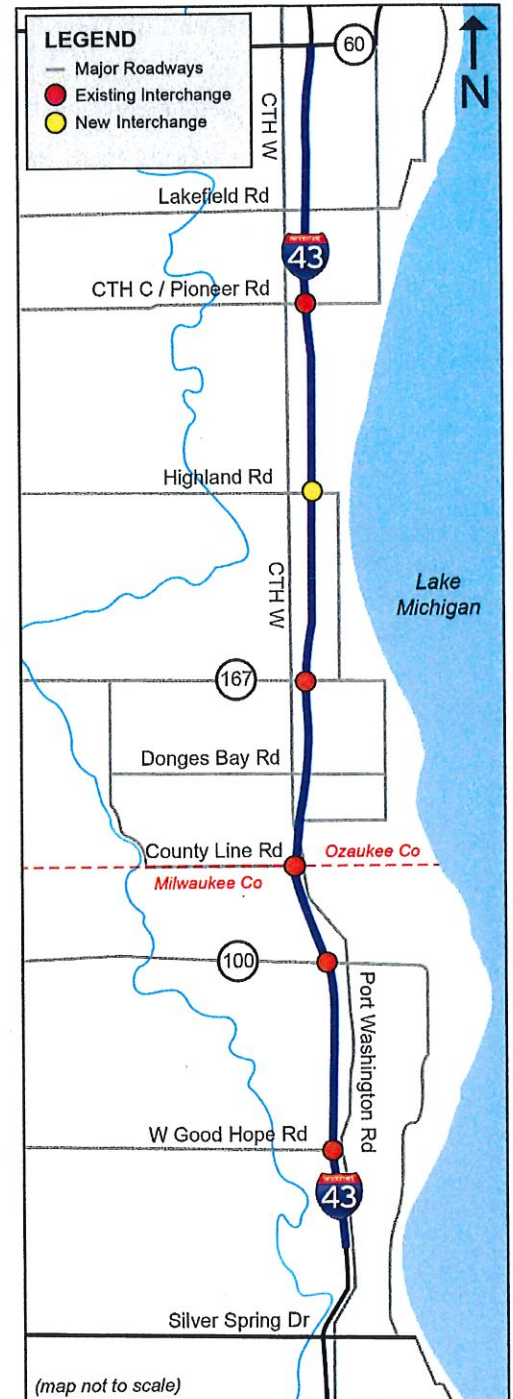 LEGEND
Major Roadways
Existing Interchange
New Interchange
60
N
CTH W
Lakefield Rd
INTERSTATE
43
CTH C / Pioneer Rd
Highland Rd
CTH W
Lake
Michigan
167
Donges Bay Rd
County Line Rd
Ozaukee Co
Milwaukee Co
100
Port Washington Rd
W Good Hope Rd
INTERSTATE
43
Silver Spring Dr
(map not to scale)